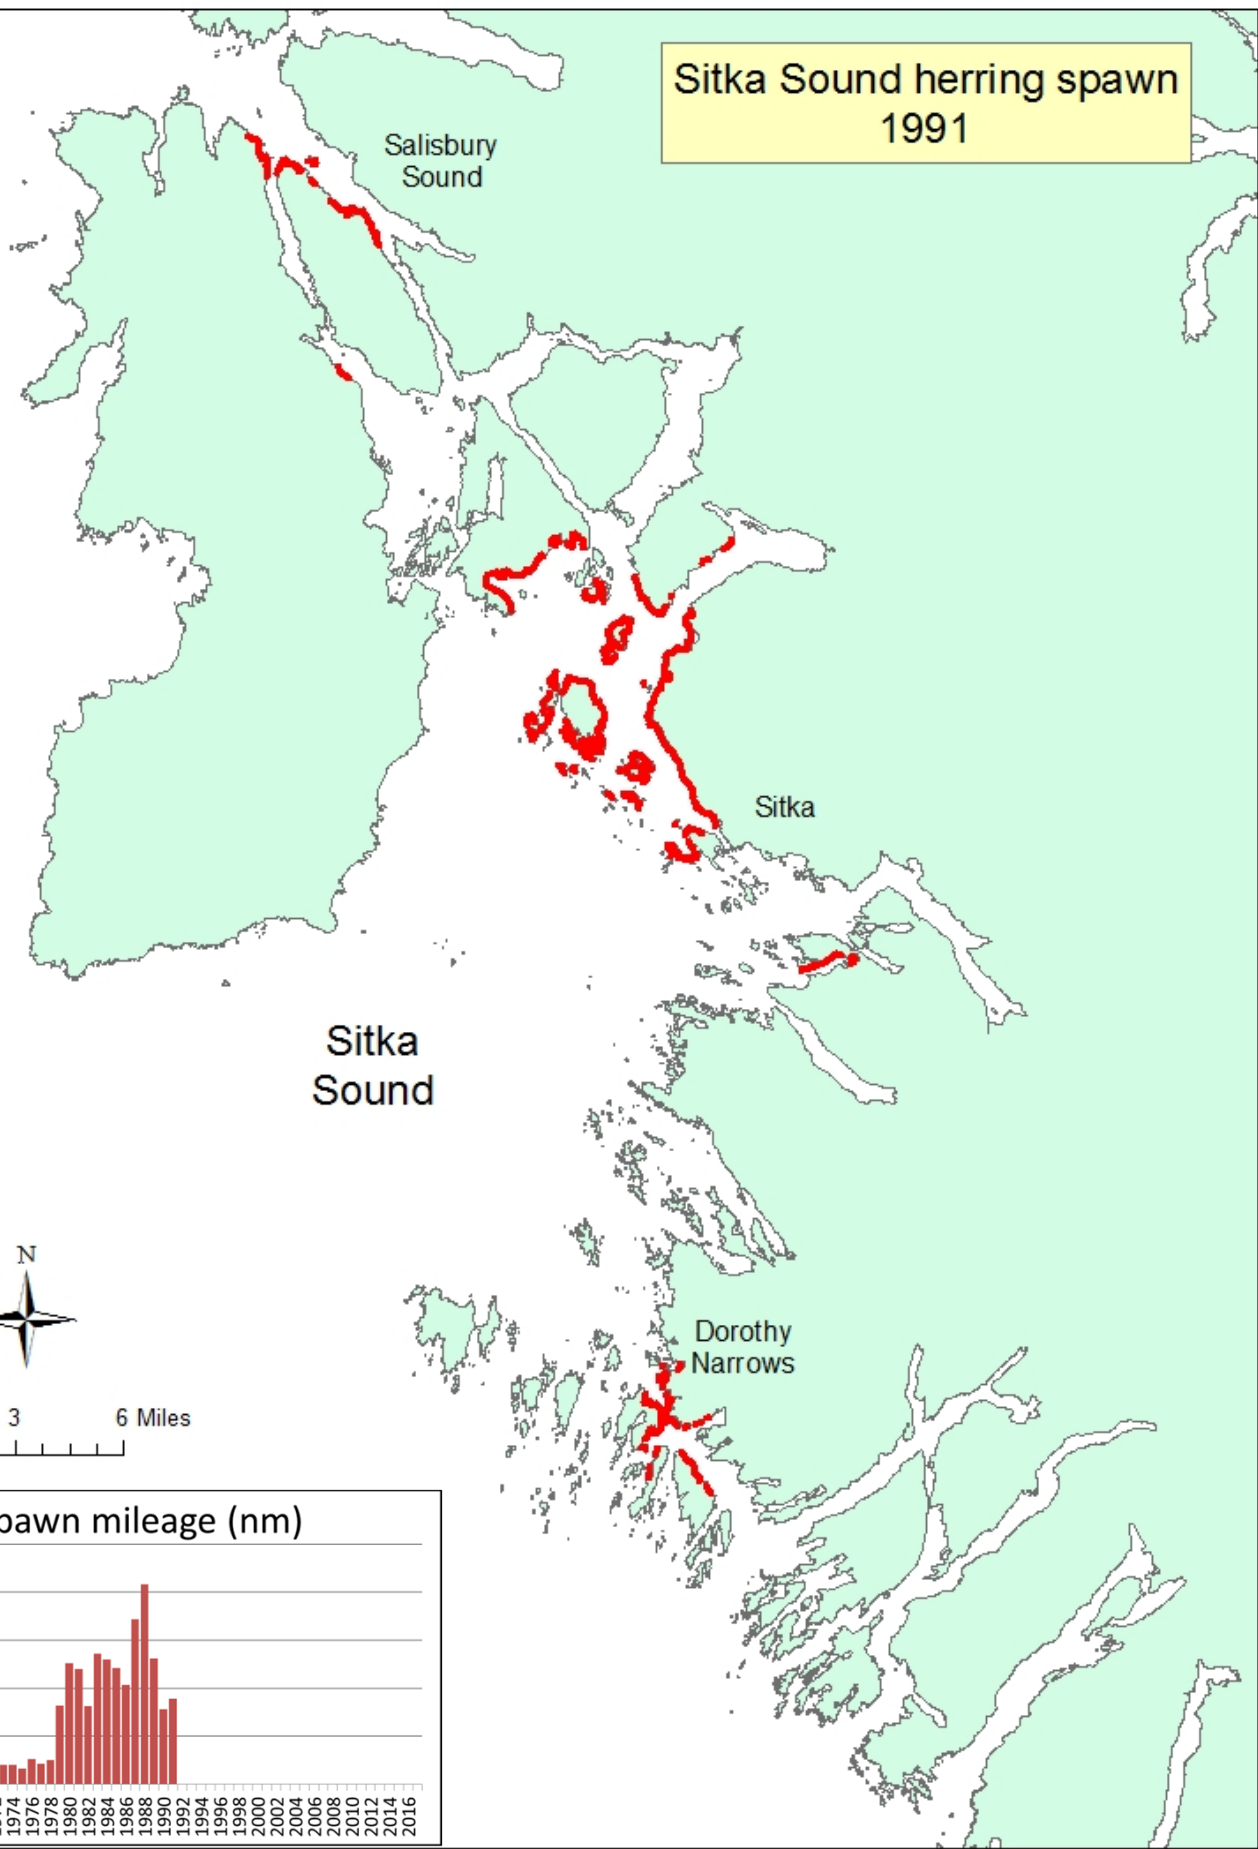 Sitka Sound herring spawn
1991
Salisbury
Sound
Sitka
Sitka
Sound
N
Dorothy
Narrows
3 6 Miles
pawn mileage (nm)
1974 1976 1978 1980 1982 1984 1986 1988 1990 1992 1994 1996 1998 2000 2002 2004 2006 2008 2010 2012 2014 2016